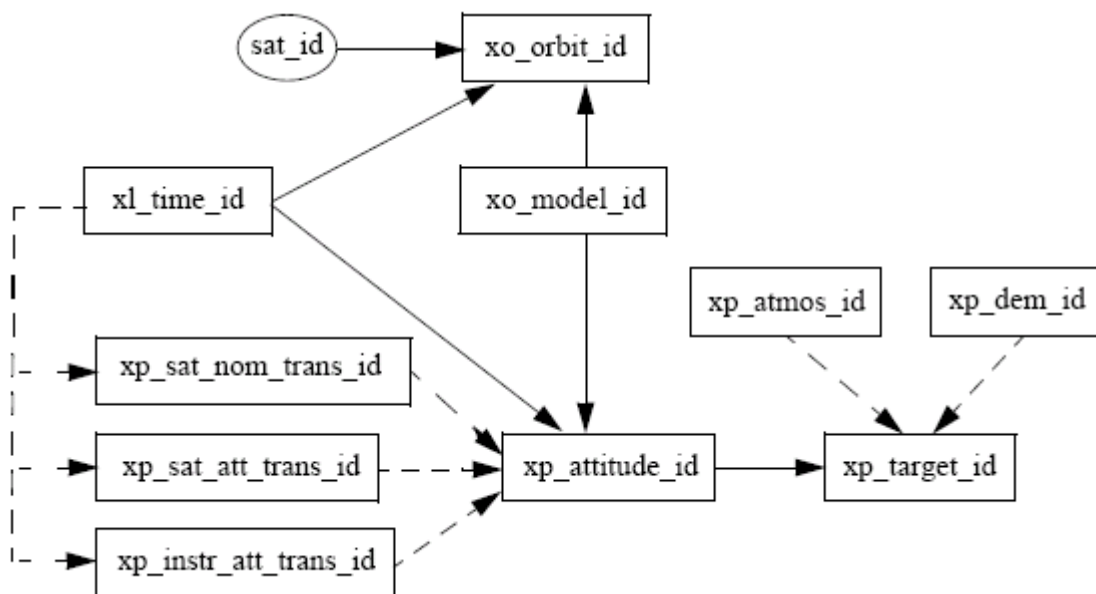 sat_id
xo_orbit_id
xl_time_id
xo_model_id
xp_atmos_id
xp_dem_id
xp_sat_nom_trans_id
xp_sat_att_trans_id
xp_attitude_id
xp_target_id
xp_instr_att_trans_id